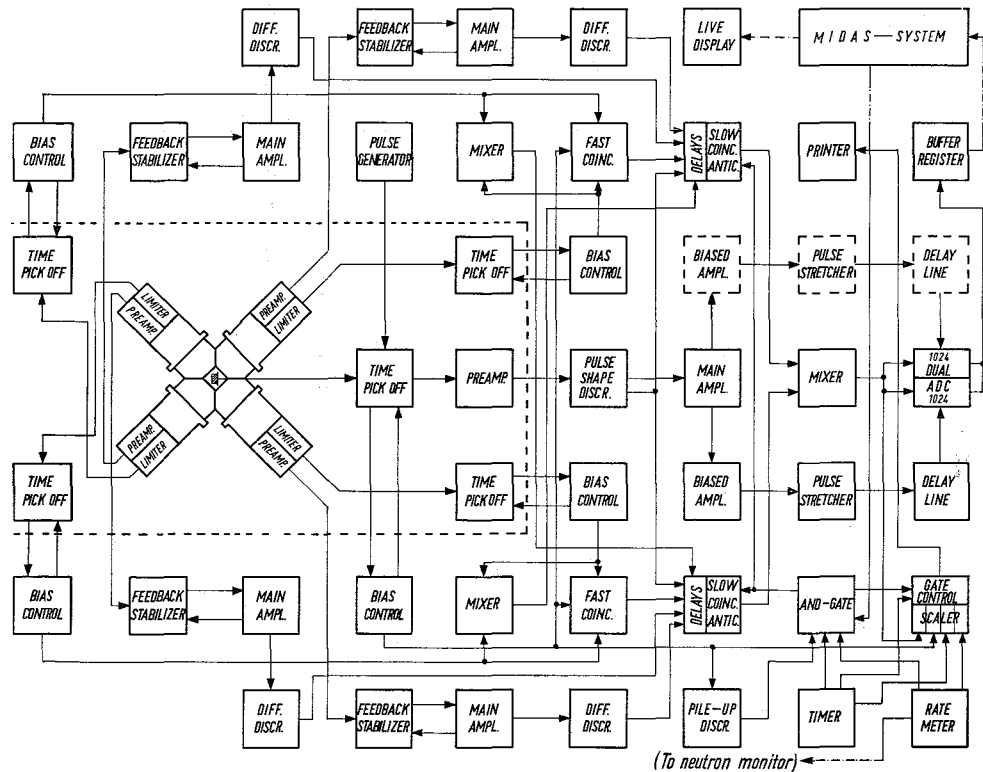 DIFF.
DISCR.
FEEDBACK
STABILIZER
MAIN
AMPL.
DIFF.
DISCR.
LIVE
DISPLAY
MIDAS—SYSTEM
BIAS
CONTROL
FEEDBACK
STABILIZER
MAIN
AMPL.
PULSE
GENERATOR
MIXER
FAST
COINC.
DELAYS
SLOW
COINC.
ANTIC.
PRINTER
BUFFER
REGISTER
TIME
PICK OFF
TIME
PICK OFF
BIAS
CONTROL
BIASED
AMPL.
PULSE
STRETCHER
DELAY
LINE
LIMITER
PREAMP.
PREAMP.
LIMITER
TIME
PICK OFF
PREAMP.
PULSE
SHAPE
DISCR.
MAIN
AMPL.
MIXER
1024
DUAL
ADC
1024
PREAMP.
LIMITER
LIMITER
PREAMP.
TIME
PICK OFF
TIME
PICK OFF
BIAS
CONTROL
BIASED
AMPL.
PULSE
STRETCHER
DELAY
LINE
BIAS
CONTROL
FEEDBACK
STABILIZER
MAIN
AMPL.
BIAS
CONTROL
MIXER
FAST
COINC.
DELAYS
SLOW
COINC.
ANTIC.
AND-GATE
GATE
CONTROL
SCALER
DIFF.
DISCR.
FEEDBACK
STABILIZER
MAIN
AMPL.
DIFF.
DISCR.
PILE-UP
DISCR.
TIMER
RATE
METER
(To neutron monitor)